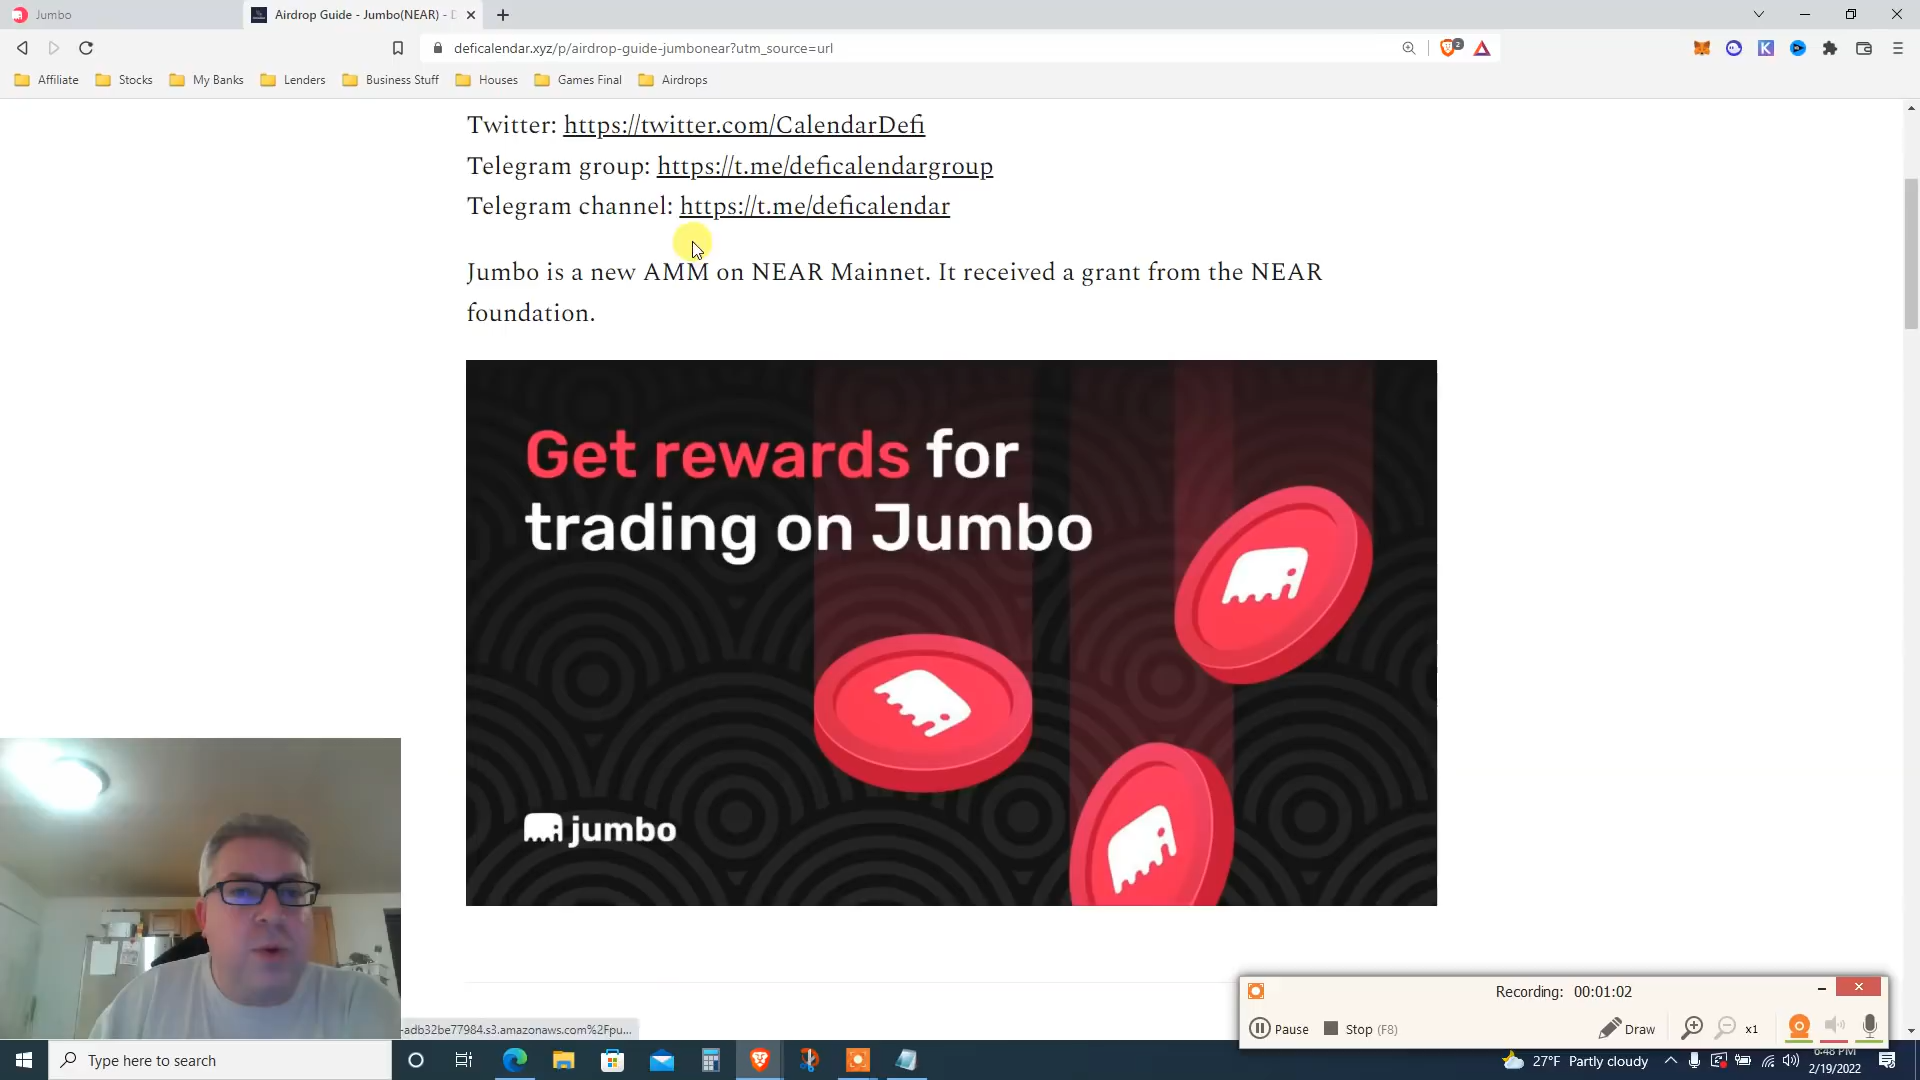 Jumbo
Airdrop Guide - Jumbo(NEAR) - D
deficalendar.xyz/p/airdrop-guide-jumbonear?utm_source=url
2
Affiliate
Stocks
My Banks
Lenders
Business Stuff
Houses
Games Final
Airdrops
Twitter: https://twitter.com/CalendarDefi
Telegram group: https://t.me/deficalendargroup
Telegram channel: https://t.me/deficalendar
Jumbo is a new AMM on NEAR Mainnet. It received a grant from the NEAR
foundation.
Get rewards for
trading on Jumbo
jumbo
-adb32be77984.s3.amazonaws.com%2Fpu...
Recording: 00:01:02
Pause
Stop (F8)
Draw
x1
Type here to search
27°F Partly cloudy
6:48 PM
2/19/2022